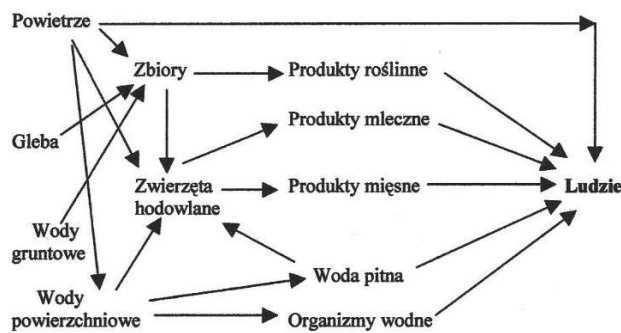 Powietrze
Zbiory
Produkty roślinne
Produkty mleczne
Gleba
Zwierzęta
hodowlane
Produkty mięsne
Ludzie
Wody
gruntowe
Woda pitna
Wody
powierzchniowe
Organizmy wodne